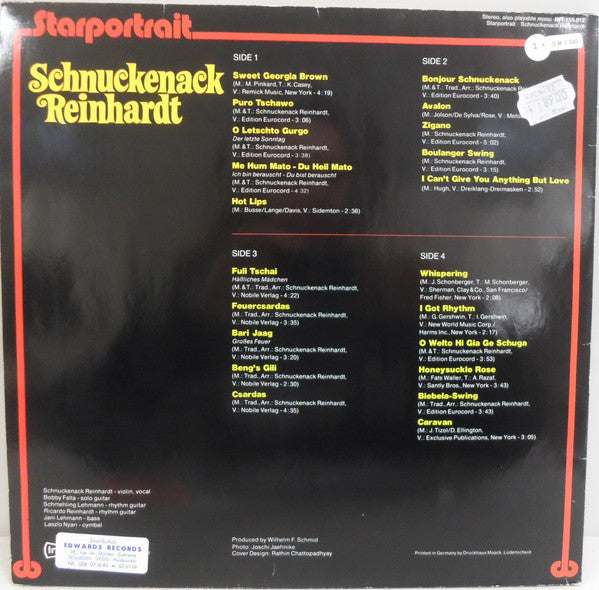 Starportrait
Stereo, also playable mono INT 155.012
Starportrait · Schnuckenack Reinhardt
Schnuckenack
Reinhardt
SIDE 1
Sweet Georgia Brown
(M.: M. Pinkard, T.: K. Casey,
V.: Remick Music, New York - 4:19)
Puro Tschawo
(M.&T.: Trad., Arr.: Schnuckenack Reinhardt,
V.: Edition Eurocord - 3:06)
O Letschto Gurgo
Der letzte Sonntag
(M.&T.: Schnuckenack Reinhardt,
V.: Edition Eurocord - 3:38)
Me Hum Mato - Du Heil Mato
Ich bin berauscht - Du bist berauscht
(M.&T.: Schnuckenack Reinhardt,
V.: Edition Eurocord - 4:32)
Hot Lips
(M.: Busse/Lange/Davis, V.: Sidemton - 2:36)
SIDE 2
Bonjour Schnuckenack
(M.&T.: Trad., Arr.: Schnuckenack Reinhardt,
V.: Edition Eurocord - 3:40)
Avalon
(M.: Jolson/De Sylva/Rose, V.:
Zigano
(M.: Schnuckenack Reinhardt,
V.: Edition Eurocord - 5:02)
Boulanger Swing
(M.: Schnuckenack Reinhardt,
V.: Edition Eurocord - 3:15)
I Can't Give You Anything But Love
(M.: Hugh, V.: Dreiklang-Dreimasken - 2:52)
SIDE 3
Fuli Tschai
Häßliches Mädchen
(M.&T.: Trad., Arr.: Schnuckenack Reinhardt,
V.: Nobile Verlag - 4:22)
Feuercsardas
(M.: Trad., Arr.: Schnuckenack Reinhardt,
V.: Nobile Verlag - 3:35)
Bari Jaag
Großes Feuer
(M.: Trad., Arr.: Schnuckenack Reinhardt,
V.: Nobile Verlag - 3:20)
Beng's Gili
(M.: Trad., Arr.: Schnuckenack Reinhardt,
V.: Nobile Verlag - 2:30)
Csardas
(M.: Trad., Arr.: Schnuckenack Reinhardt,
V.: Nobile Verlag - 4:35)
SIDE 4
Whispering
(M.: J. Schonberger, T.: M. Schonberger,
V.: Sherman, Clay & Co., San Francisco/
Fred Fisher, New York - 2:08)
I Got Rhythm
(M.: G. Gershwin, T.: I. Gershwin,
V.: New World Music Corp./
Harms Inc., New York - 2:17)
O Welto Hi Gia Ge Schuga
(M.&T.: Schnuckenack Reinhardt,
V.: Edition Eurocord - 3:53)
Honeysuckle Rose
(M.: Fats Waller, T.: A. Razaf,
V.: Santly Bros., New York - 3:43)
Biebela-Swing
(M.: Trad., Arr.: Schnuckenack Reinhardt,
V.: Edition Eurocord - 3:43)
Caravan
(M.: J. Tizol/D. Ellington,
V.: Exclusive Publications, New York - 3:05)
Schnuckenack Reinhardt - violin, vocal
Bobby Falta - solo guitar
Schmehling Lehmann - rhythm guitar
Ricardo Reinhardt - rhythm guitar
Jani Lehmann - bass
Laszlo Nyari - cymbal
Distribution
EDWARDS RECORDS
Produced by Wilhelm F. Schmid
Photo: Joschi Jaehnike
Cover Design: Rathin Chattopadhyay
Printed in Germany by Druckhaus Maack, Lüdenscheid